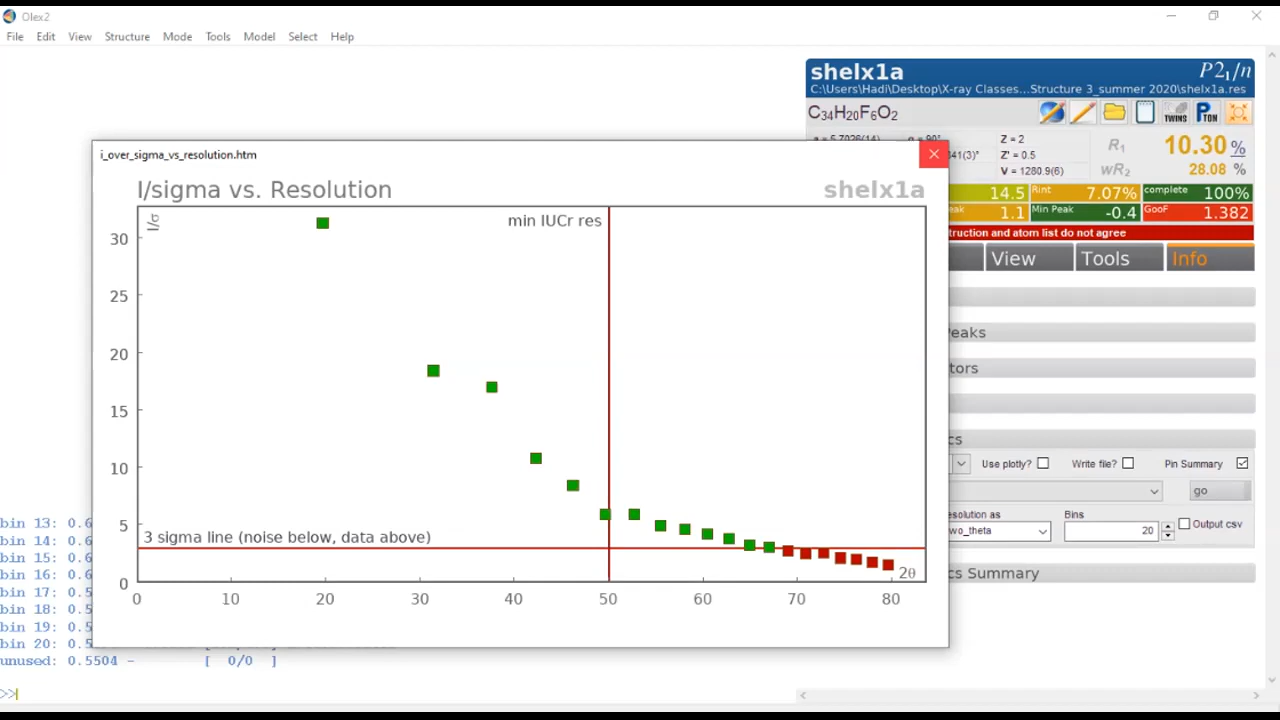 Olex2
File Edit View Structure Mode Tools Model Select Help
shelx1a P2₁/n
C:\Users\Hadi\Desktop\X-ray Classes...Structure 3_summer 2020\shelx1a.res
C₃₄H₂₀F₆O₂ TWINS PTON
Z = 2
Z' = 0.5
V = 1280.9(6)
341(3)°
R₁ 10.30 %
wR₂ 28.08 %
14.5 Rint 7.07% complete 100%
eak 1.1 Min Peak -0.4 GooF 1.382
truction and atom list do not agree
View Tools Info
eaks
tors
cs
Use plotly? Write file? Pin Summary
go
esolution as Bins
wo_theta 20 Output csv
cs Summary
i_over_sigma_vs_resolution.htm
I/sigma vs. Resolution shelx1a
I/σ
min IUCr res
30
25
20
15
10
5
0
3 sigma line (noise below, data above)
2θ
0 10 20 30 40 50 60 70 80
bin 13: 0.6
bin 14: 0.6
bin 15: 0.6
bin 16: 0.6
bin 17: 0.5
bin 18: 0.5
bin 19: 0.5
bin 20: 0.5
unused: 0.5504 - [ 0/0 ]
>>